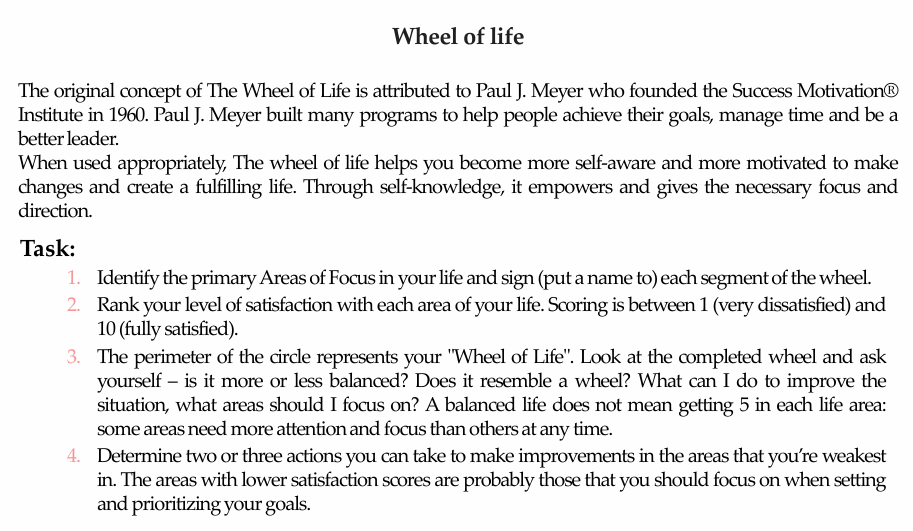 Wheel of life
The original concept of The Wheel of Life is attributed to Paul J. Meyer who founded the Success Motivation®
Institute in 1960. Paul J. Meyer built many programs to help people achieve their goals, manage time and be a
better leader.
When used appropriately, The wheel of life helps you become more self-aware and more motivated to make
changes and create a fulfilling life. Through self-knowledge, it empowers and gives the necessary focus and
direction.
Task:
1. Identify the primary Areas of Focus in your life and sign (put a name to) each segment of the wheel.
2. Rank your level of satisfaction with each area of your life. Scoring is between 1 (very dissatisfied) and
10 (fully satisfied).
3. The perimeter of the circle represents your "Wheel of Life". Look at the completed wheel and ask
yourself – is it more or less balanced? Does it resemble a wheel? What can I do to improve the
situation, what areas should I focus on? A balanced life does not mean getting 5 in each life area:
some areas need more attention and focus than others at any time.
4. Determine two or three actions you can take to make improvements in the areas that you're weakest
in. The areas with lower satisfaction scores are probably those that you should focus on when setting
and prioritizing your goals.